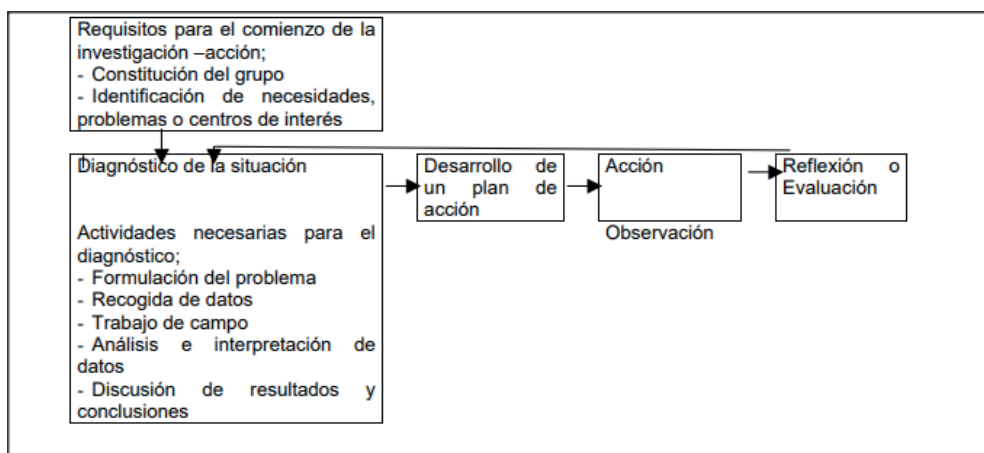 Requisitos para el comienzo de la
investigación –acción;
- Constitución del grupo
- Identificación de necesidades,
problemas o centros de interés
Diagnóstico de la situación
Actividades necesarias para el
diagnóstico;
- Formulación del problema
- Recogida de datos
- Trabajo de campo
- Análisis e interpretación de
datos
- Discusión de resultados y
conclusiones
Desarrollo de
un plan de
acción
Acción
Observación
Reflexión o
Evaluación